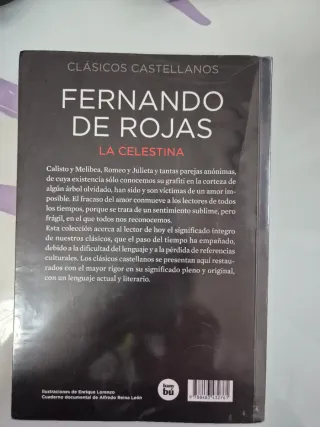 CLÁSICOS CASTELLANOS
FERNANDO
DE ROJAS
LA CELESTINA
Calisto y Melibea, Romeo y Julieta y tantas parejas anónimas,
de cuya existencia sólo conocemos su grafiti en la corteza de
algún árbol olvidado, han sido y son víctimas de un amor im-
posible. El fracaso del amor conmueve a los lectores de todos
los tiempos, porque se trata de un sentimiento sublime, pero
frágil, en el que todos nos reconocemos.
Esta colección acerca al lector de hoy el significado íntegro
de nuestros clásicos, que el paso del tiempo ha empañado,
debido a la dificultad del lenguaje y a la pérdida de referencias
culturales. Los clásicos castellanos se presentan aquí restau-
rados con el mayor rigor en su significado pleno y original,
con un lenguaje actual y literario.
Ilustraciones de Enrique Lorenzo
Cuaderno documental de Alfredo Reina León
bam
bú